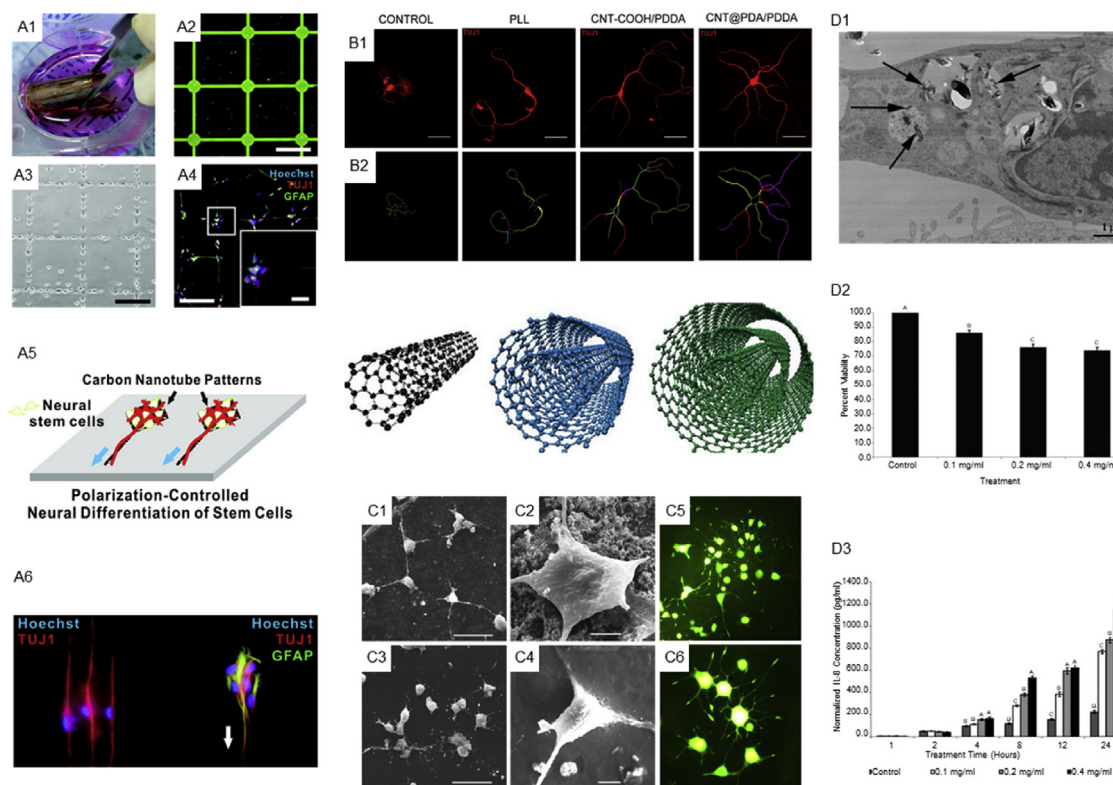 A1
A2
A3
A4
Hoechst
TUJ1
GFAP
A5
Carbon Nanotube Patterns
Neural
stem cells
Polarization-Controlled
Neural Differentiation of Stem Cells
A6
Hoechst
TUJ1
Hoechst
TUJ1
GFAP
CONTROL
PLL
CNT-COOH/PDDA
CNT@PDA/PDDA
B1
TUJ1
TUJ1
TUJ1
TUJ1
B2
C1
C2
C5
C3
C4
C6
D1
D2
Percent Viability
100.0
90.0
80.0
70.0
60.0
50.0
40.0
30.0
20.0
10.0
0.0
A
B
C
C
Control
0.1 mg/ml
0.2 mg/ml
0.4 mg/ml
Treatment
D3
Normalized IL-8 Concentration (pg/ml)
1400.0
1200.0
1000.0
800.0
600.0
400.0
200.0
0.0
1
2
4
8
12
24
Treatment Time (Hours)
Control
0.1 mg/ml
0.2 mg/ml
0.4 mg/ml